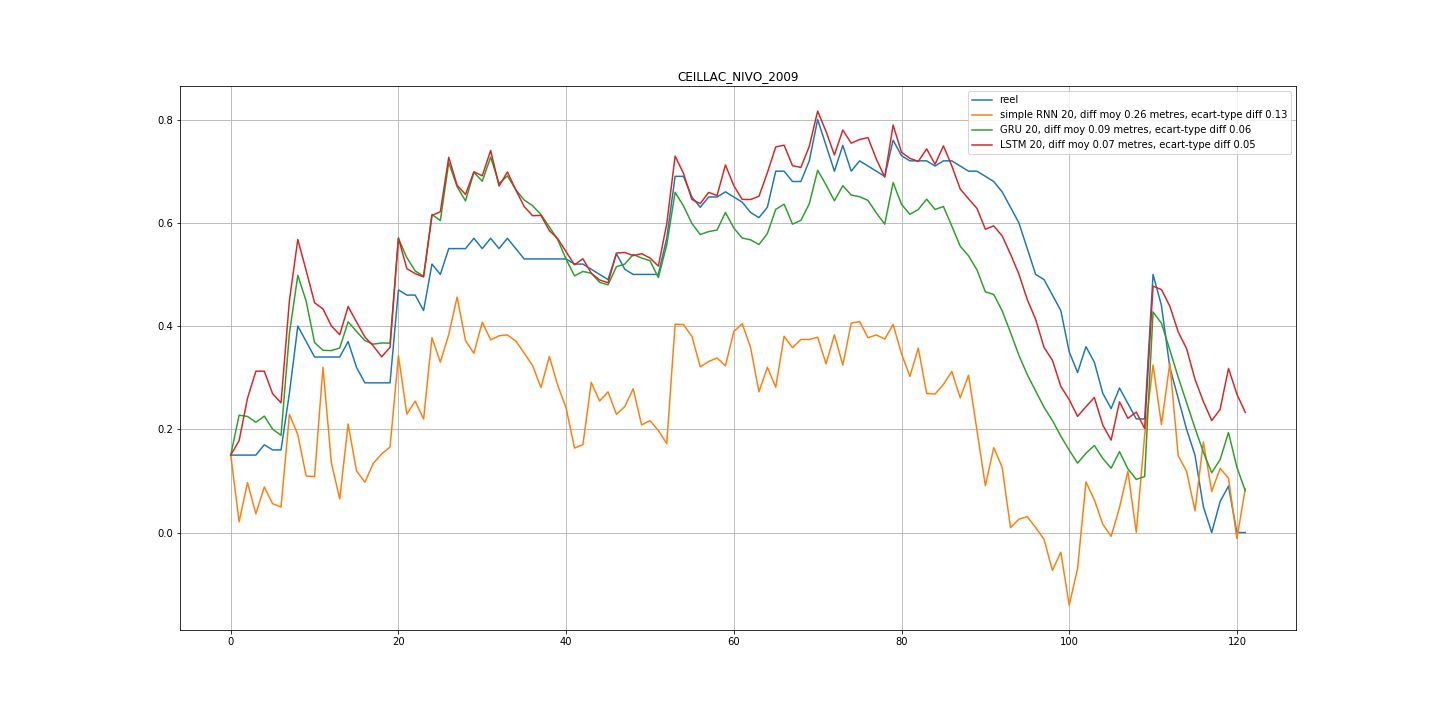 CEILLAC_NIVO_2009
reel
simple RNN 20, diff moy 0.26 metres, ecart-type diff 0.13
GRU 20, diff moy 0.09 metres, ecart-type diff 0.06
LSTM 20, diff moy 0.07 metres, ecart-type diff 0.05
0.8
0.6
0.4
0.2
0.0
0 20 40 60 80 100 120